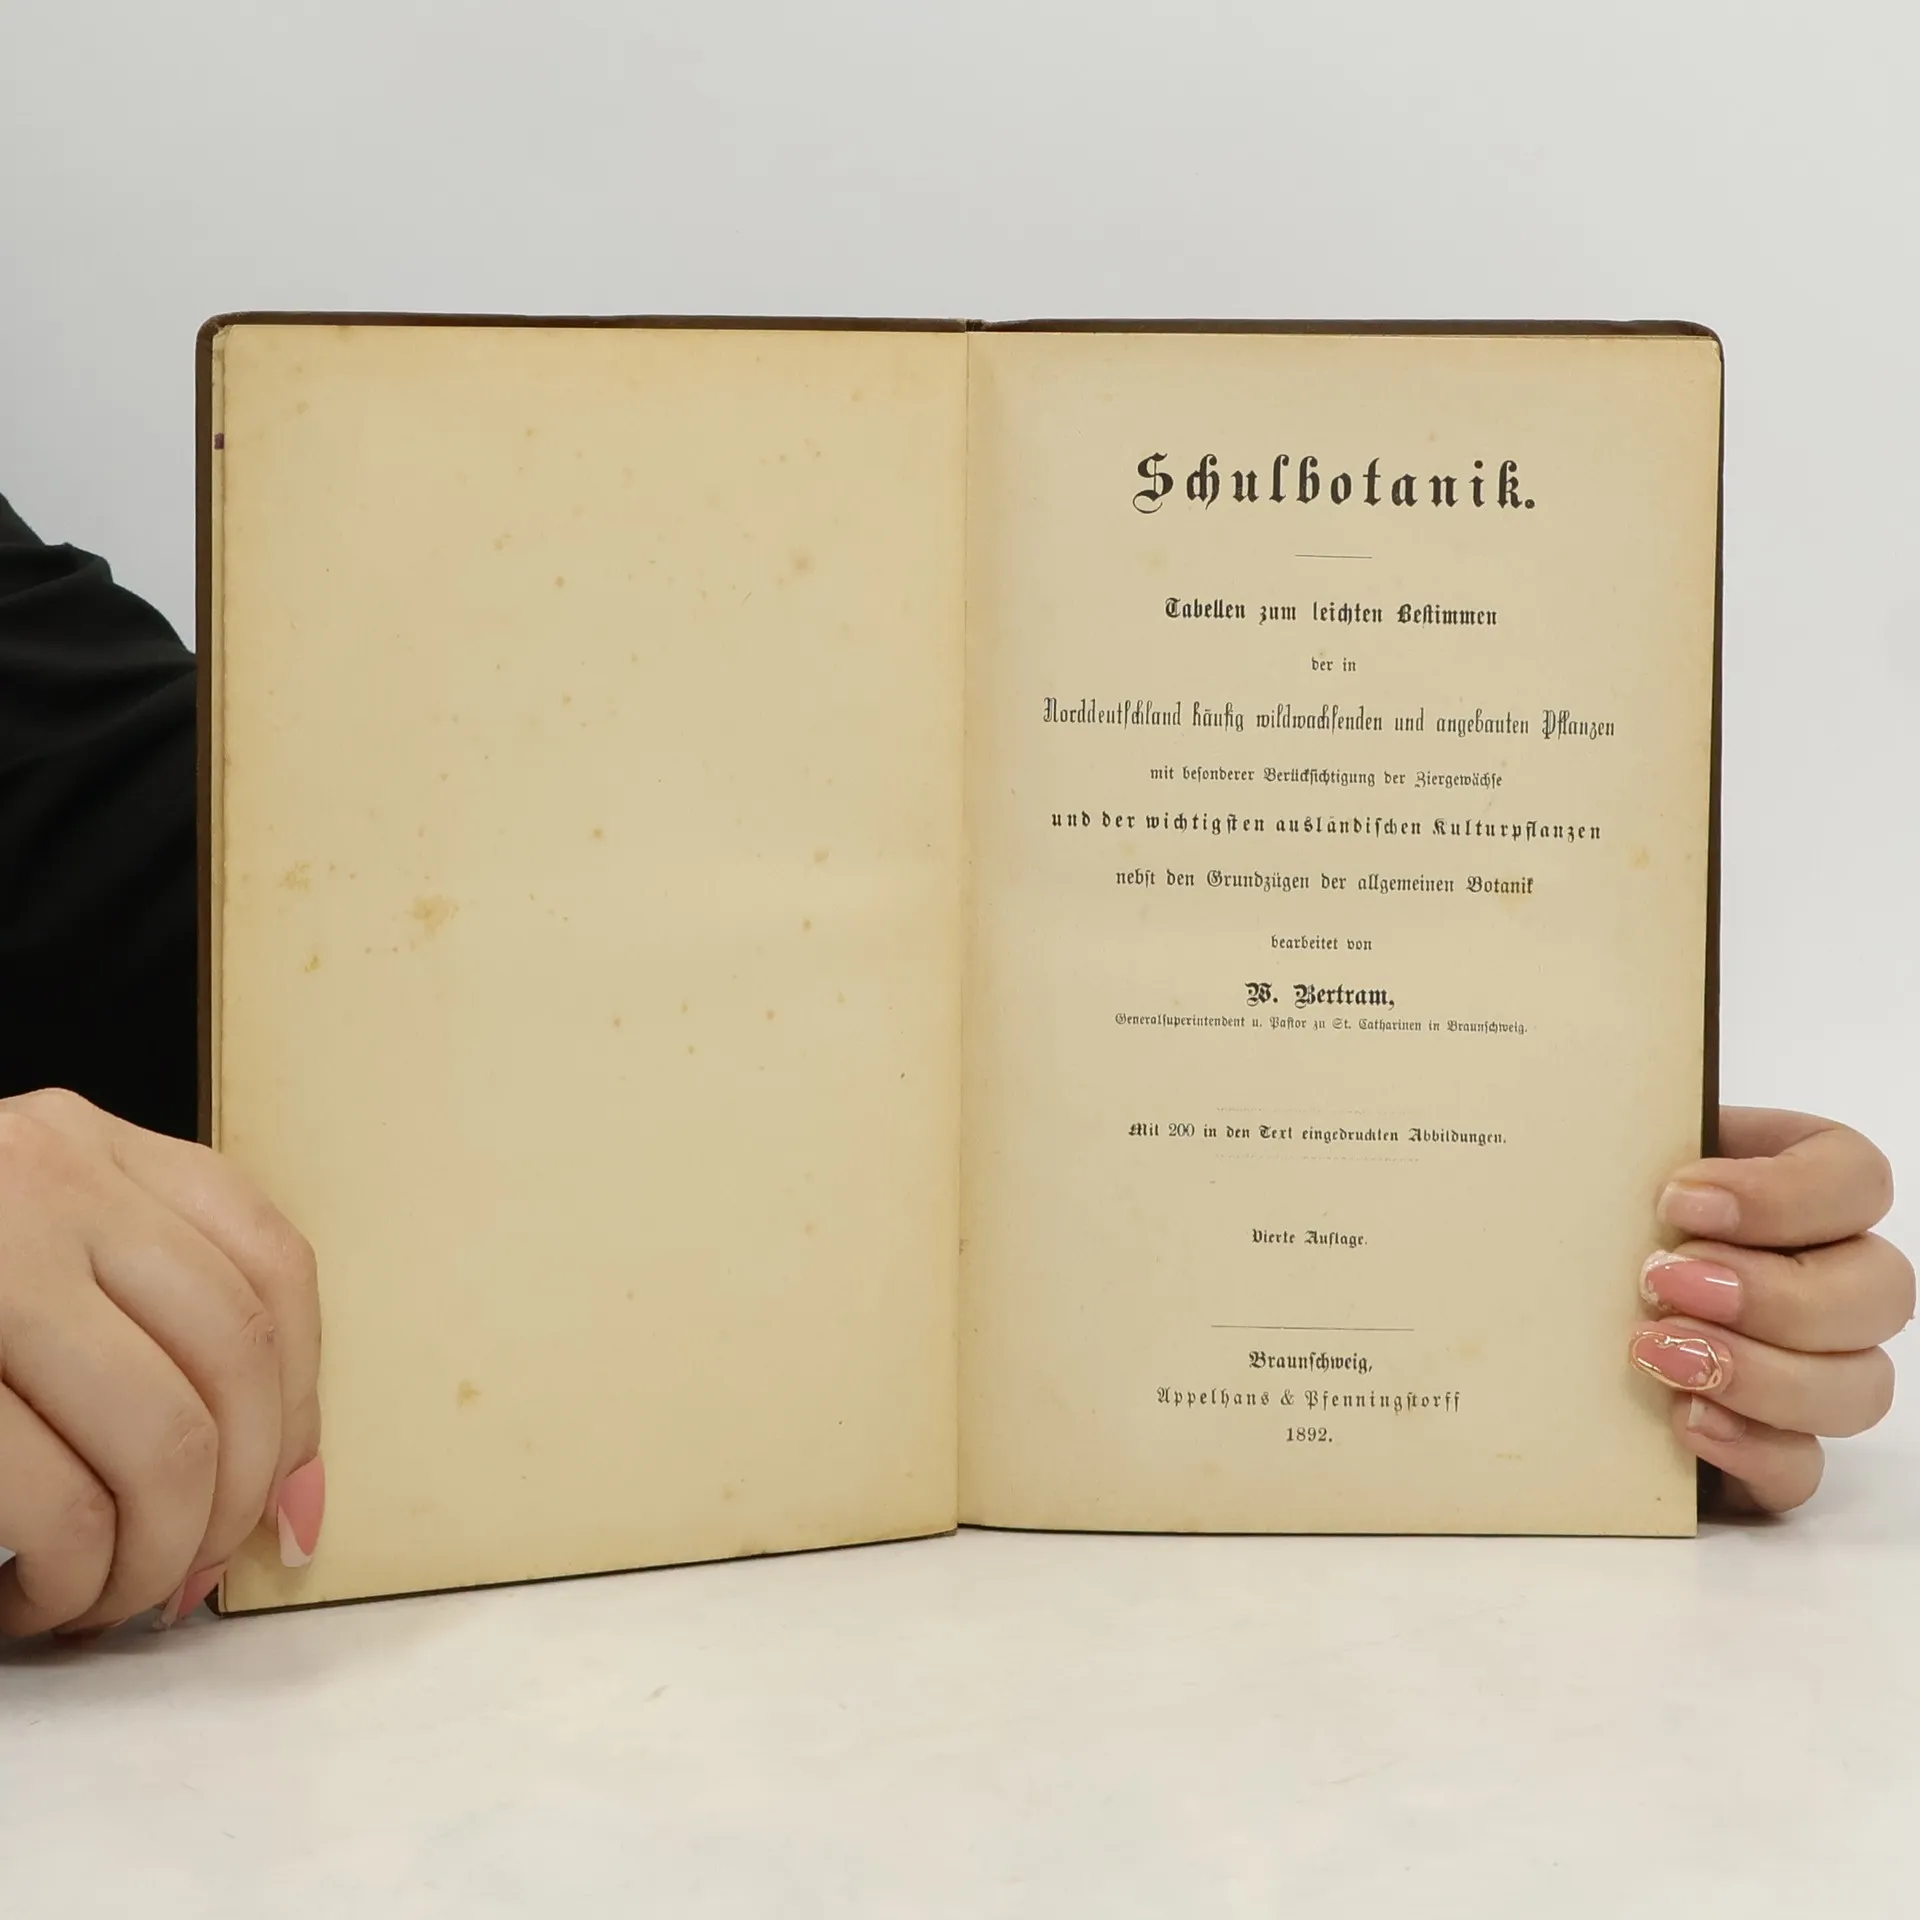 Schulbotanik.
Tabellen zum leichten Bestimmen
der in
Norddeutschland häufig wildwachsenden und angebauten Pflanzen
mit besonderer Berücksichtigung der Ziergewächse
und der wichtigsten ausländischen Kulturpflanzen
nebst den Grundzügen der allgemeinen Botanik
bearbeitet von
W. Bertram,
Generalsuperintendent u. Pastor zu St. Catharinen in Braunschweig.
Mit 200 in den Text eingedruckten Abbildungen.
Vierte Auflage.
Braunschweig,
Appelhans & Pfenningstorff
1892.